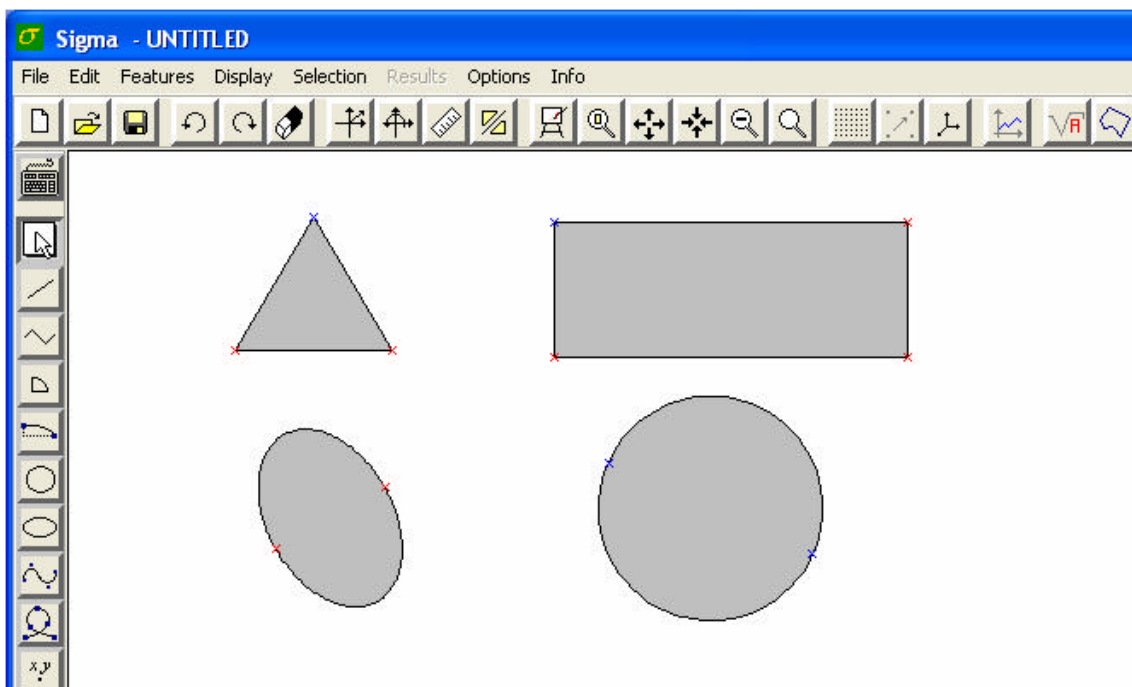 σ Sigma - UNTITLED
File Edit Features Display Selection Results Options Info
A
x,y